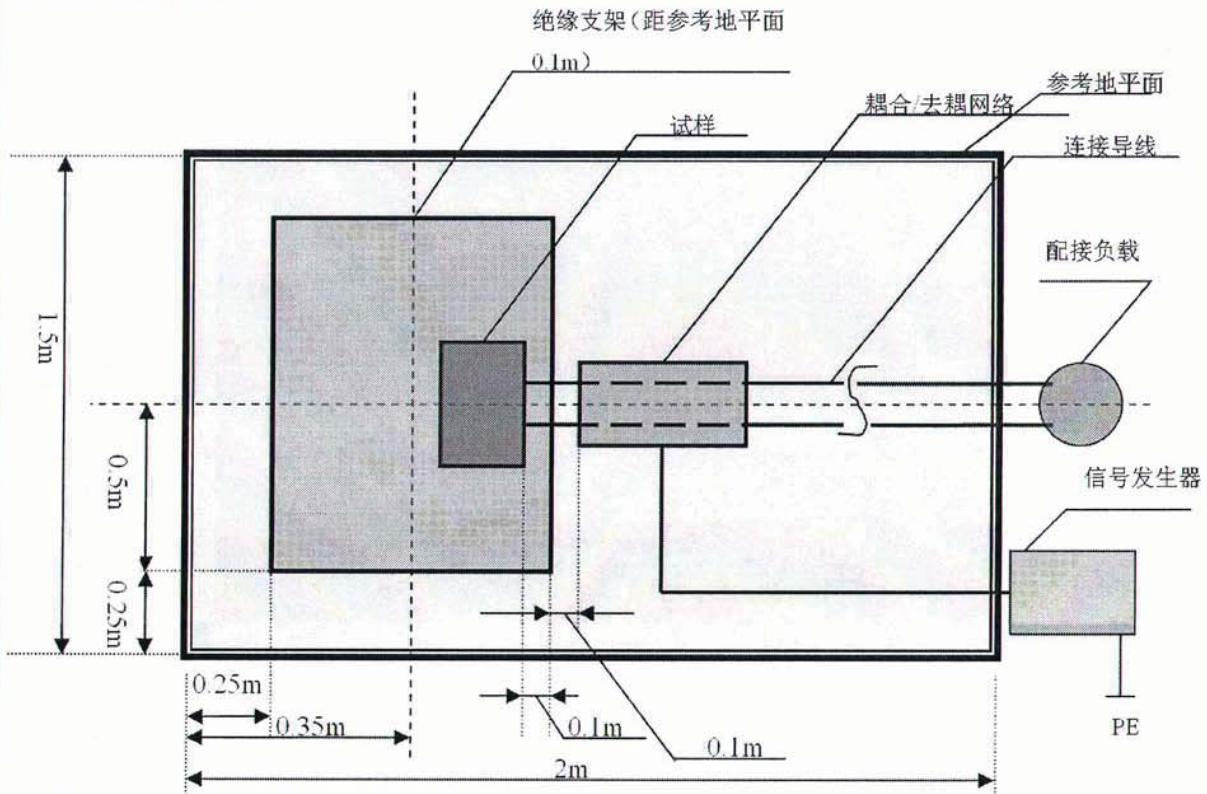 绝缘支架（距参考地平面
0.1m）
参考地平面
耦合/去耦网络
试样
连接导线
配接负载
1.5m
0.5m
信号发生器
0.25m
0.25m
0.35m
0.1m
0.1m
PE
2m